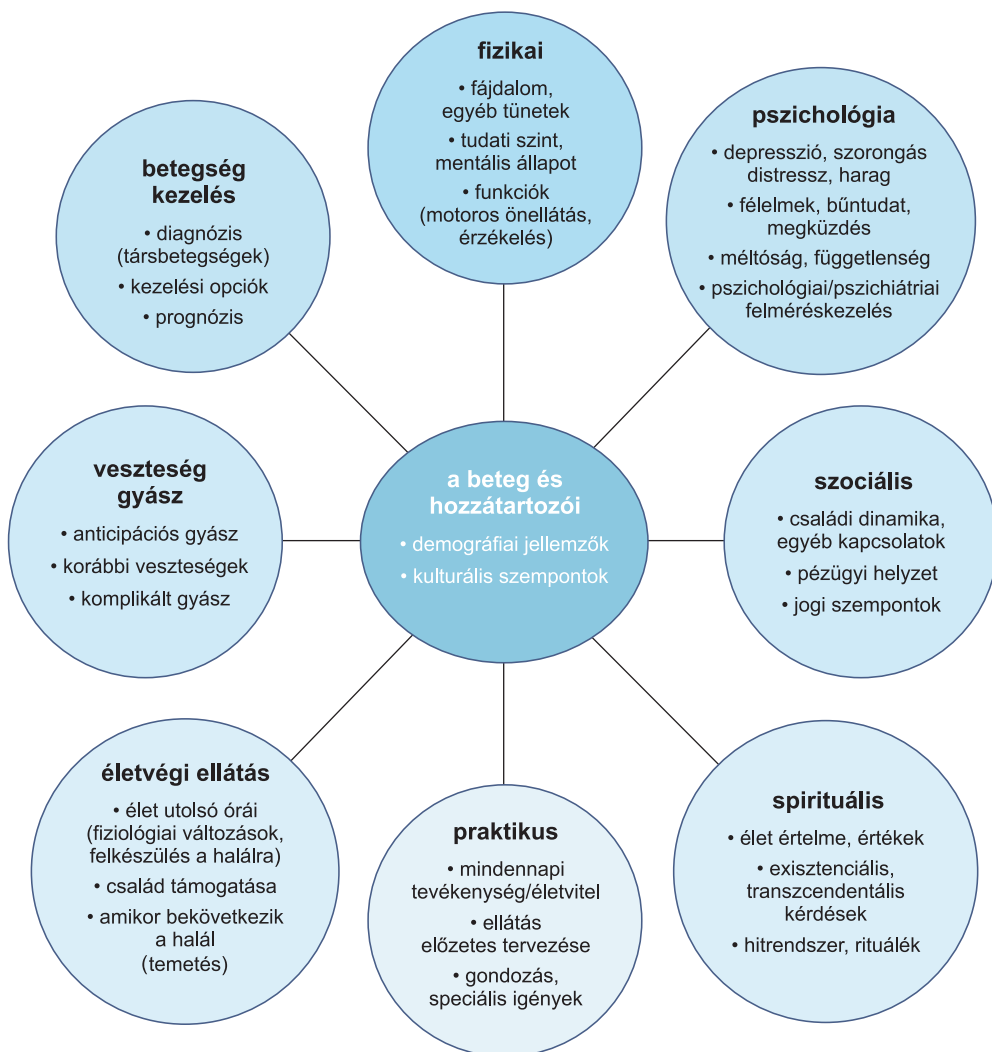 fizikai
• fájdalom,
egyéb tünetek
• tudati szint,
mentális állapot
• funkciók
(motoros önellátás,
érzékelés)
pszichológia
• depresszió, szorongás
distressz, harag
• félelmek, bűntudat,
megküzdés
• méltóság, függetlenség
• pszichológiai/pszichiátriai
felméréskezelés
betegség
kezelés
• diagnózis
(társbetegségek)
• kezelési opciók
• prognózis
veszteség
gyász
• anticipációs gyász
• korábbi veszteségek
• komplikált gyász
a beteg és
hozzátartozói
• demográfiai jellemzők
• kulturális szempontok
szociális
• családi dinamika,
egyéb kapcsolatok
• pézügyi helyzet
• jogi szempontok
életvégi ellátás
• élet utolsó órái
(fiziológiai változások,
felkészülés a halálra)
• család támogatása
• amikor bekövetkezik
a halál
(temetés)
praktikus
• mindennapi
tevékenység/életvitel
• ellátás
előzetes tervezése
• gondozás,
speciális igények
spirituális
• élet értelme, értékek
• exisztenciális,
transzcendentális
kérdések
• hitrendszer, rituálék